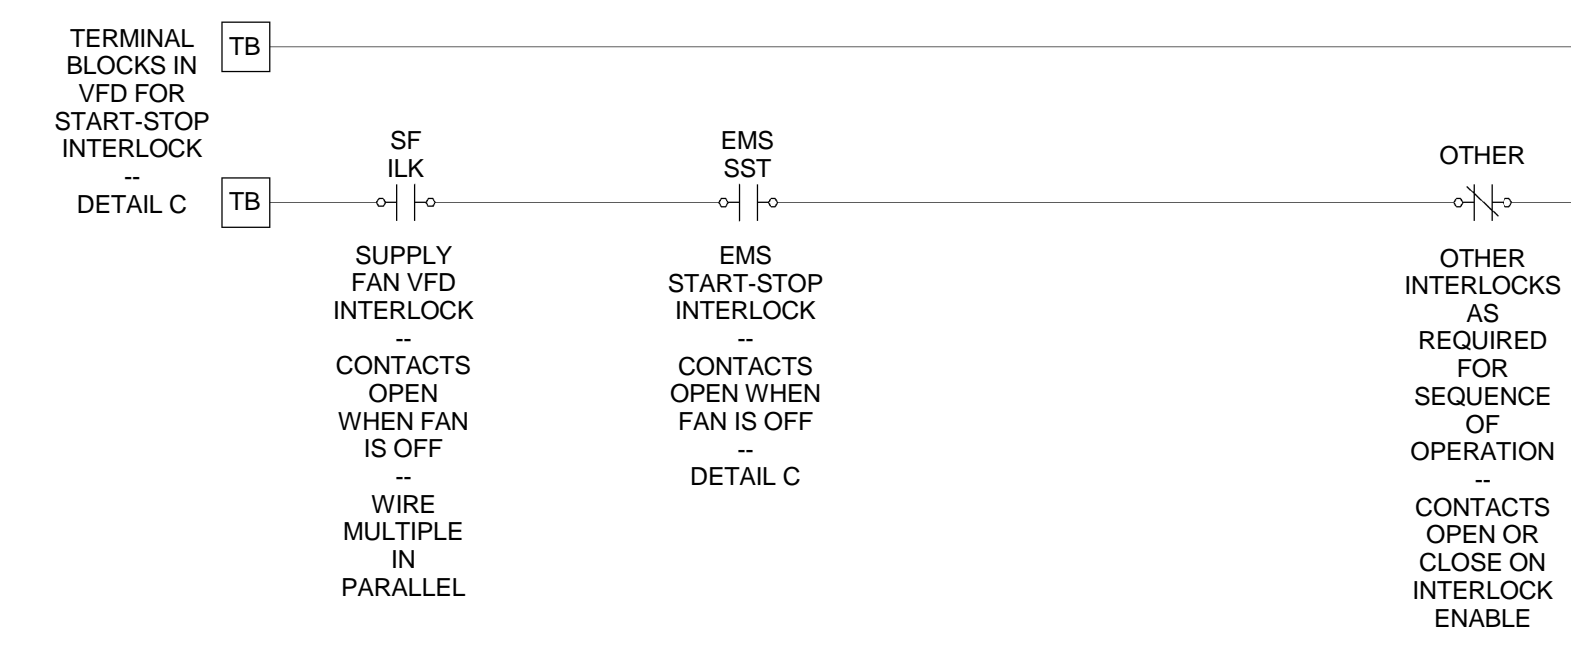 TERMINAL
BLOCKS IN
VFD FOR
START-STOP
INTERLOCK
--
DETAIL C
TB
TB
SF
ILK
SUPPLY
FAN VFD
INTERLOCK
--
CONTACTS
OPEN
WHEN FAN
IS OFF
--
WIRE
MULTIPLE
IN
PARALLEL
EMS
SST
EMS
START-STOP
INTERLOCK
--
CONTACTS
OPEN WHEN
FAN IS OFF
--
DETAIL C
OTHER
OTHER
INTERLOCKS
AS
REQUIRED
FOR
SEQUENCE
OF
OPERATION
--
CONTACTS
OPEN OR
CLOSE ON
INTERLOCK
ENABLE